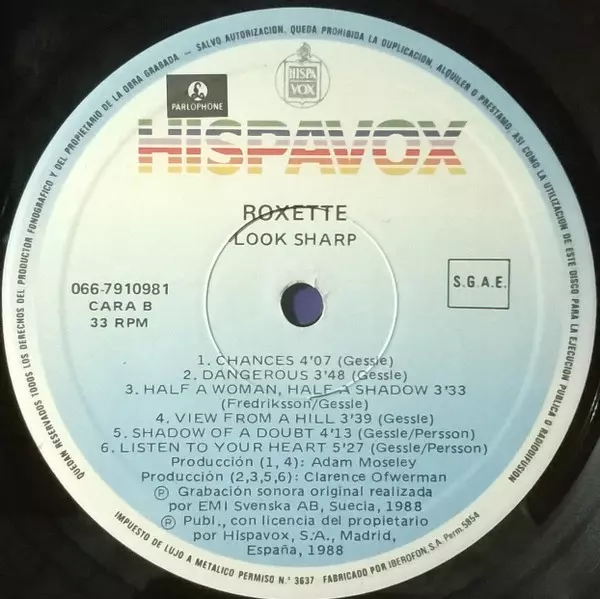 QUEDAN RESERVADOS TODOS LOS DERECHOS DEL PRODUCTOR FONOGRAFICO Y DEL PROPIETARIO DE LA OBRA GRABADA - SALVO AUTORIZACION, QUEDA PROHIBIDA LA DUPLICACION, ALQUILER O PRESTAMO, ASI COMO LA UTILIZACION DE ESTE DISCO PARA LA EJECUCION PUBLICA O RADIODIFUSION
PARLOPHONE
HISPA
VOX
HISPAVOX
ROXETTE
LOOK SHARP
066-7910981
CARA B
33 RPM
S.G.A.E.
1. CHANCES 4'07 (Gessle)
2. DANGEROUS 3'48 (Gessle)
3. HALF A WOMAN, HALF A SHADOW 3'33
(Fredriksson/Gessle)
4. VIEW FROM A HILL 3'39 (Gessle)
5. SHADOW OF A DOUBT 4'13 (Gessle/Persson)
6. LISTEN TO YOUR HEART 5'27 (Gessle/Persson)
Producción (1, 4): Adam Moseley
Producción (2,3,5,6): Clarence Ofwerman
Ⓟ Grabación sonora original realizada
por EMI Svenska AB, Suecia, 1988
Ⓟ Publ., con licencia del propietario
por Hispavox, S.A., Madrid,
España, 1988
IMPUESTO DE LUJO A METALICO PERMISO N.º 3637 FABRICADO POR IBEROFON, S.A. Perm. 5854